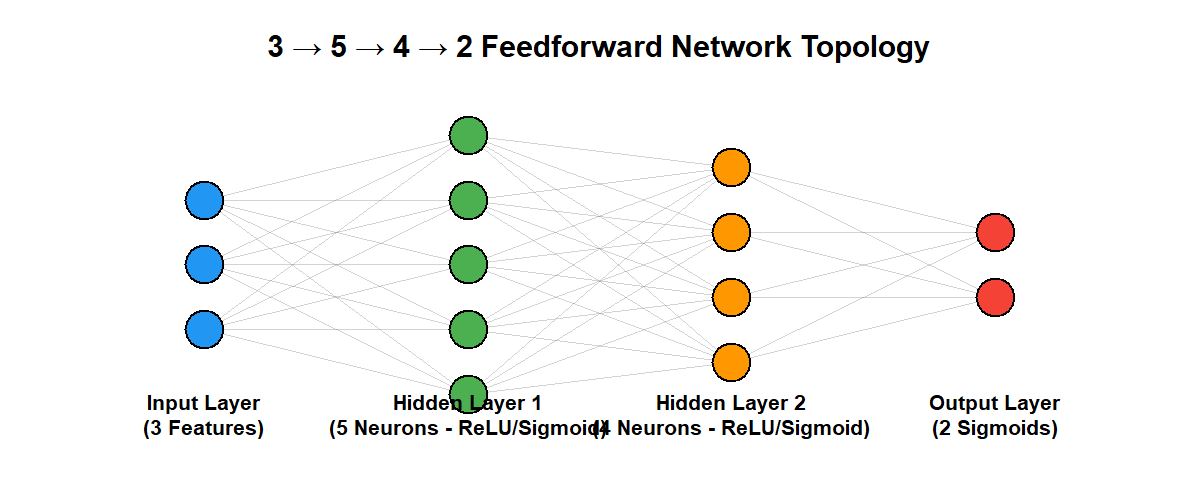 3 → 5 → 4 → 2 Feedforward Network Topology
Input Layer
(3 Features)
Hidden Layer 1
(5 Neurons - ReLU/Sigmoid)
Hidden Layer 2
(4 Neurons - ReLU/Sigmoid)
Output Layer
(2 Sigmoids)